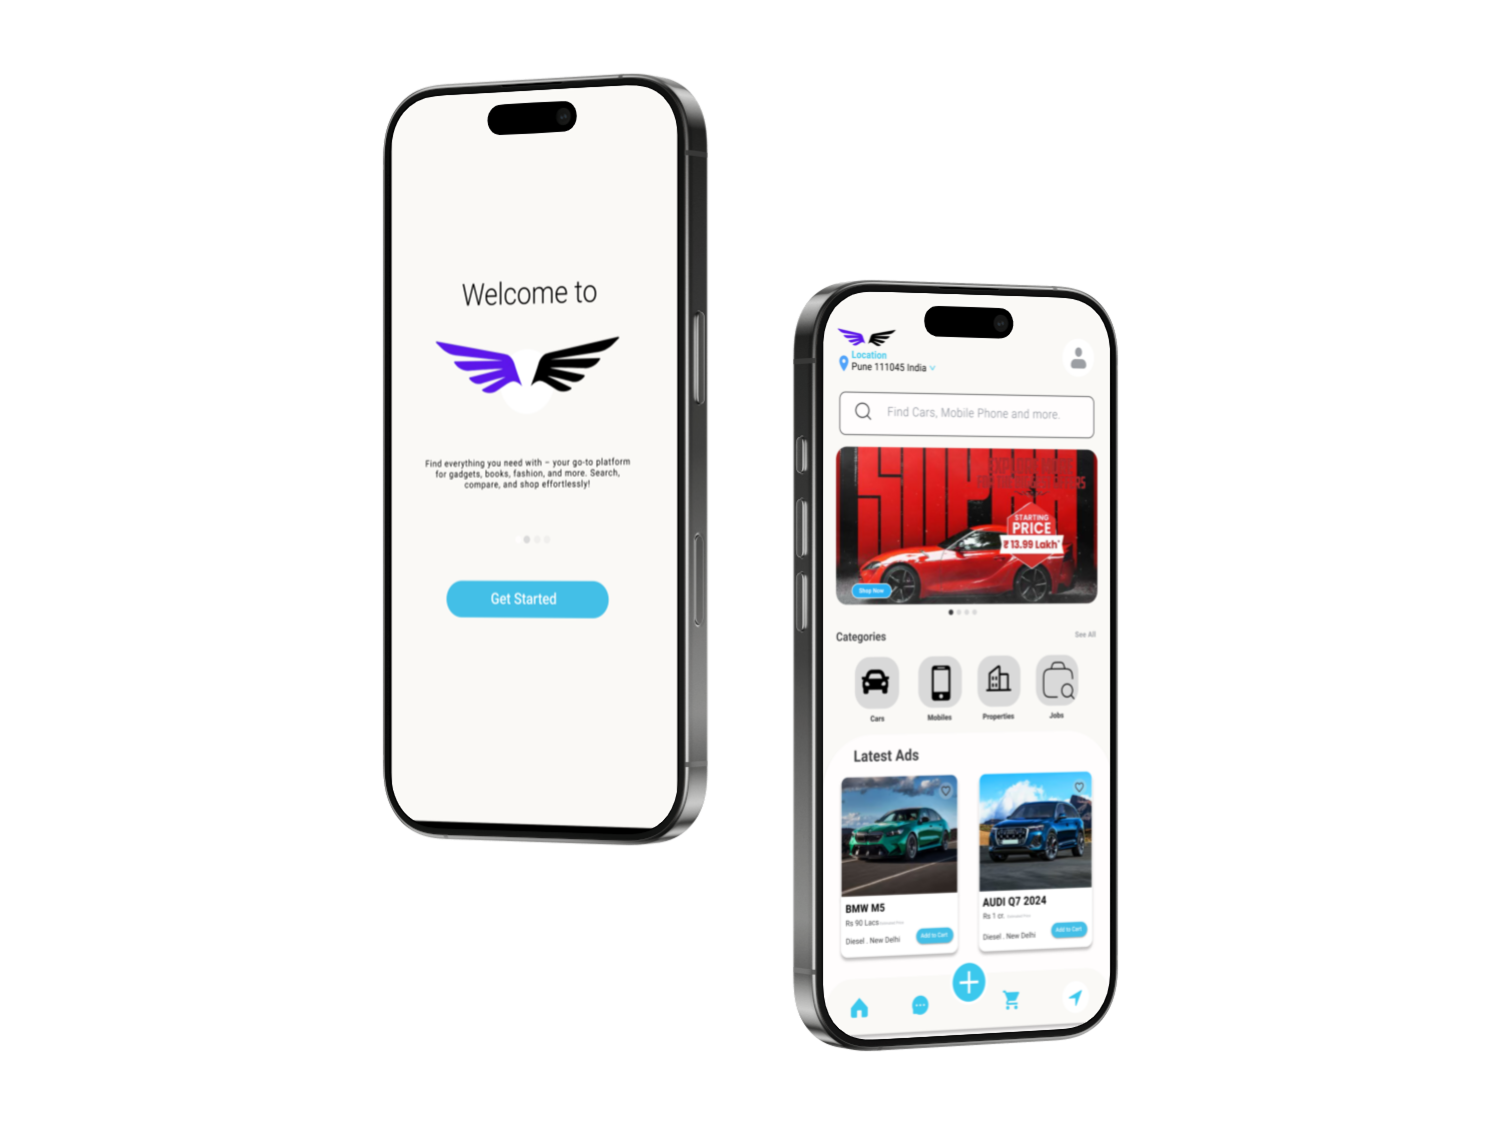 Welcome to
Find everything you need with – your go-to platform
for gadgets, books, fashion, and more. Search,
compare, and shop effortlessly!
Get Started
Location
Pune 111045 India
Find Cars, Mobile Phone and more.
SUPRA
STARTING
PRICE
₹ 13.99 Lakh*
Shop Now
Categories
See All
Cars
Mobiles
Properties
Jobs
Latest Ads
BMW M5
Rs 90 Lacs
Diesel . New Delhi
Add to Cart
AUDI Q7 2024
Rs 1 cr.
Diesel . New Delhi
Add to Cart